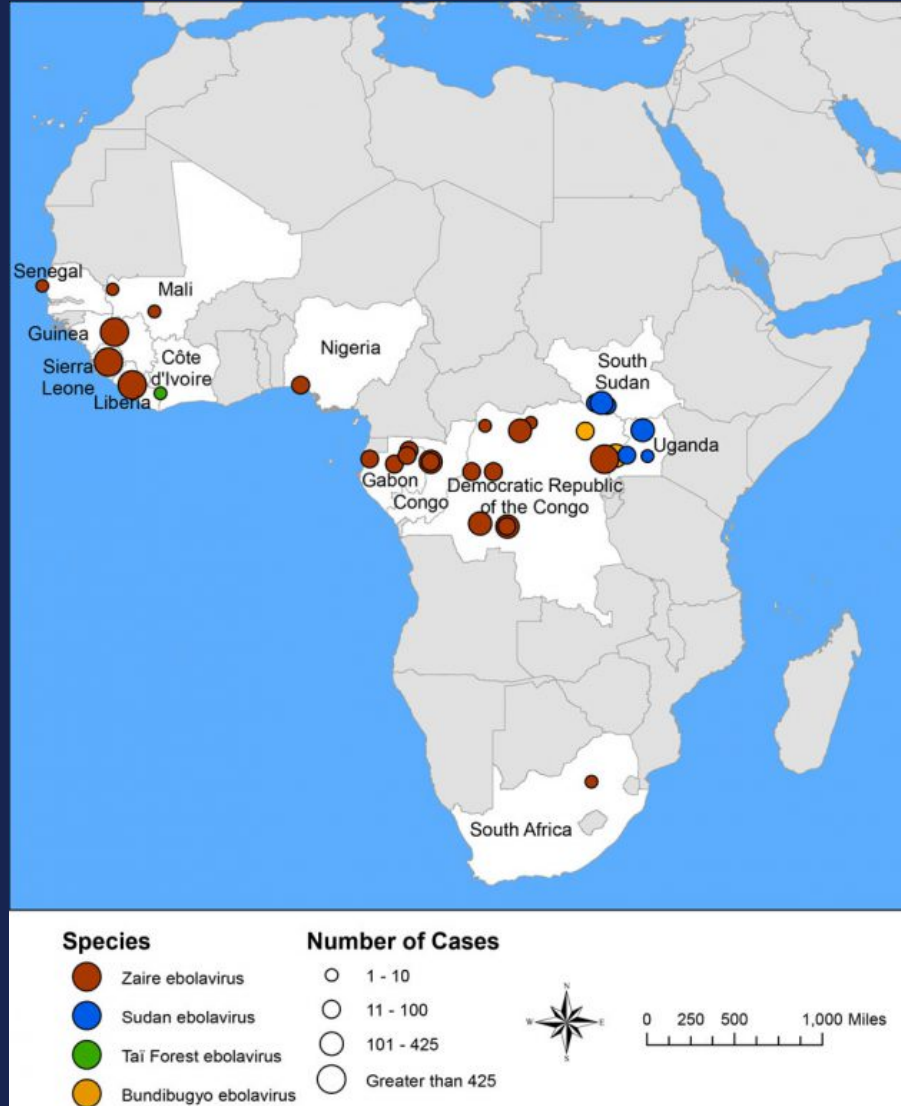 Senegal
Mali
Guinea
Sierra
Leone
Côte
d'Ivoire
Liberia
Nigeria
South
Sudan
Uganda
Gabon
Congo
Democratic Republic
of the Congo
South Africa
Species
Zaire ebolavirus
Sudan ebolavirus
Taï Forest ebolavirus
Bundibugyo ebolavirus
Number of Cases
1 - 10
11 - 100
101 - 425
Greater than 425
N
W E
S
0 250 500 1,000 Miles